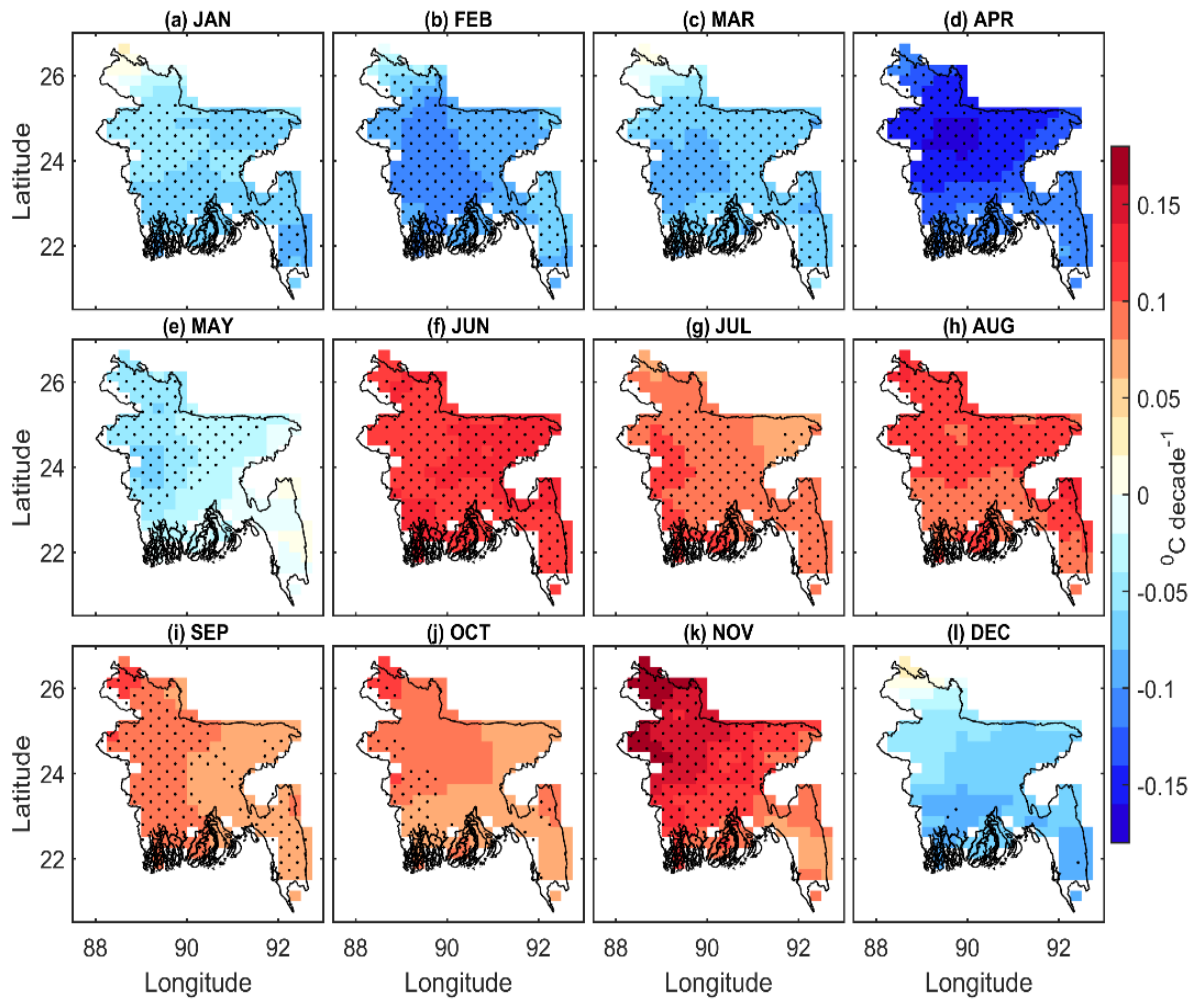 (a) JAN
(b) FEB
(c) MAR
(d) APR
26
24
22
Latitude
(e) MAY
(f) JUN
(g) JUL
(h) AUG
26
24
22
Latitude
(i) SEP
(j) OCT
(k) NOV
(l) DEC
26
24
22
Latitude
88 90 92
88 90 92
88 90 92
88 90 92
Longitude
Longitude
Longitude
Longitude
0.15
0.1
0.05
0
-0.05
-0.1
-0.15
⁰C decade⁻¹